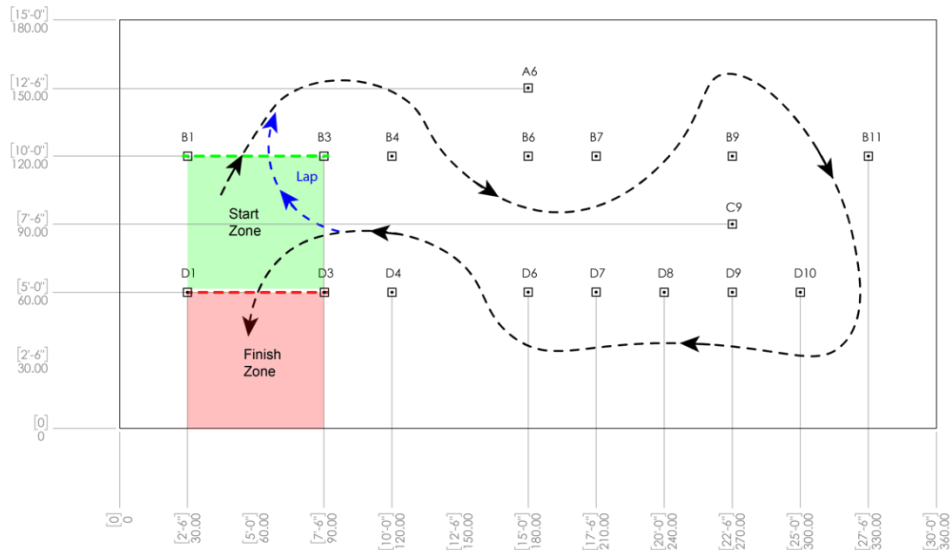 [15'-0"]
180.00
[12'-6"]
150.00
A6
B1
B3
B4
B6
B7
B9
B11
[10'-0"]
120.00
Lap
Start
Zone
C9
[7'-6"]
90.00
D1
D3
D4
D6
D7
D8
D9
D10
[5'-0"]
60.00
Finish
Zone
[2'-6"]
30.00
[0]
0
[0]
0
[2'-6"]
30.00
[5'-0"]
60.00
[7'-6"]
90.00
[10'-0"]
120.00
[12'-6"]
150.00
[15'-0"]
180.00
[17'-6"]
210.00
[20'-0"]
240.00
[22'-6"]
270.00
[25'-0"]
300.00
[27'-6"]
330.00
[30'-0"]
360.00